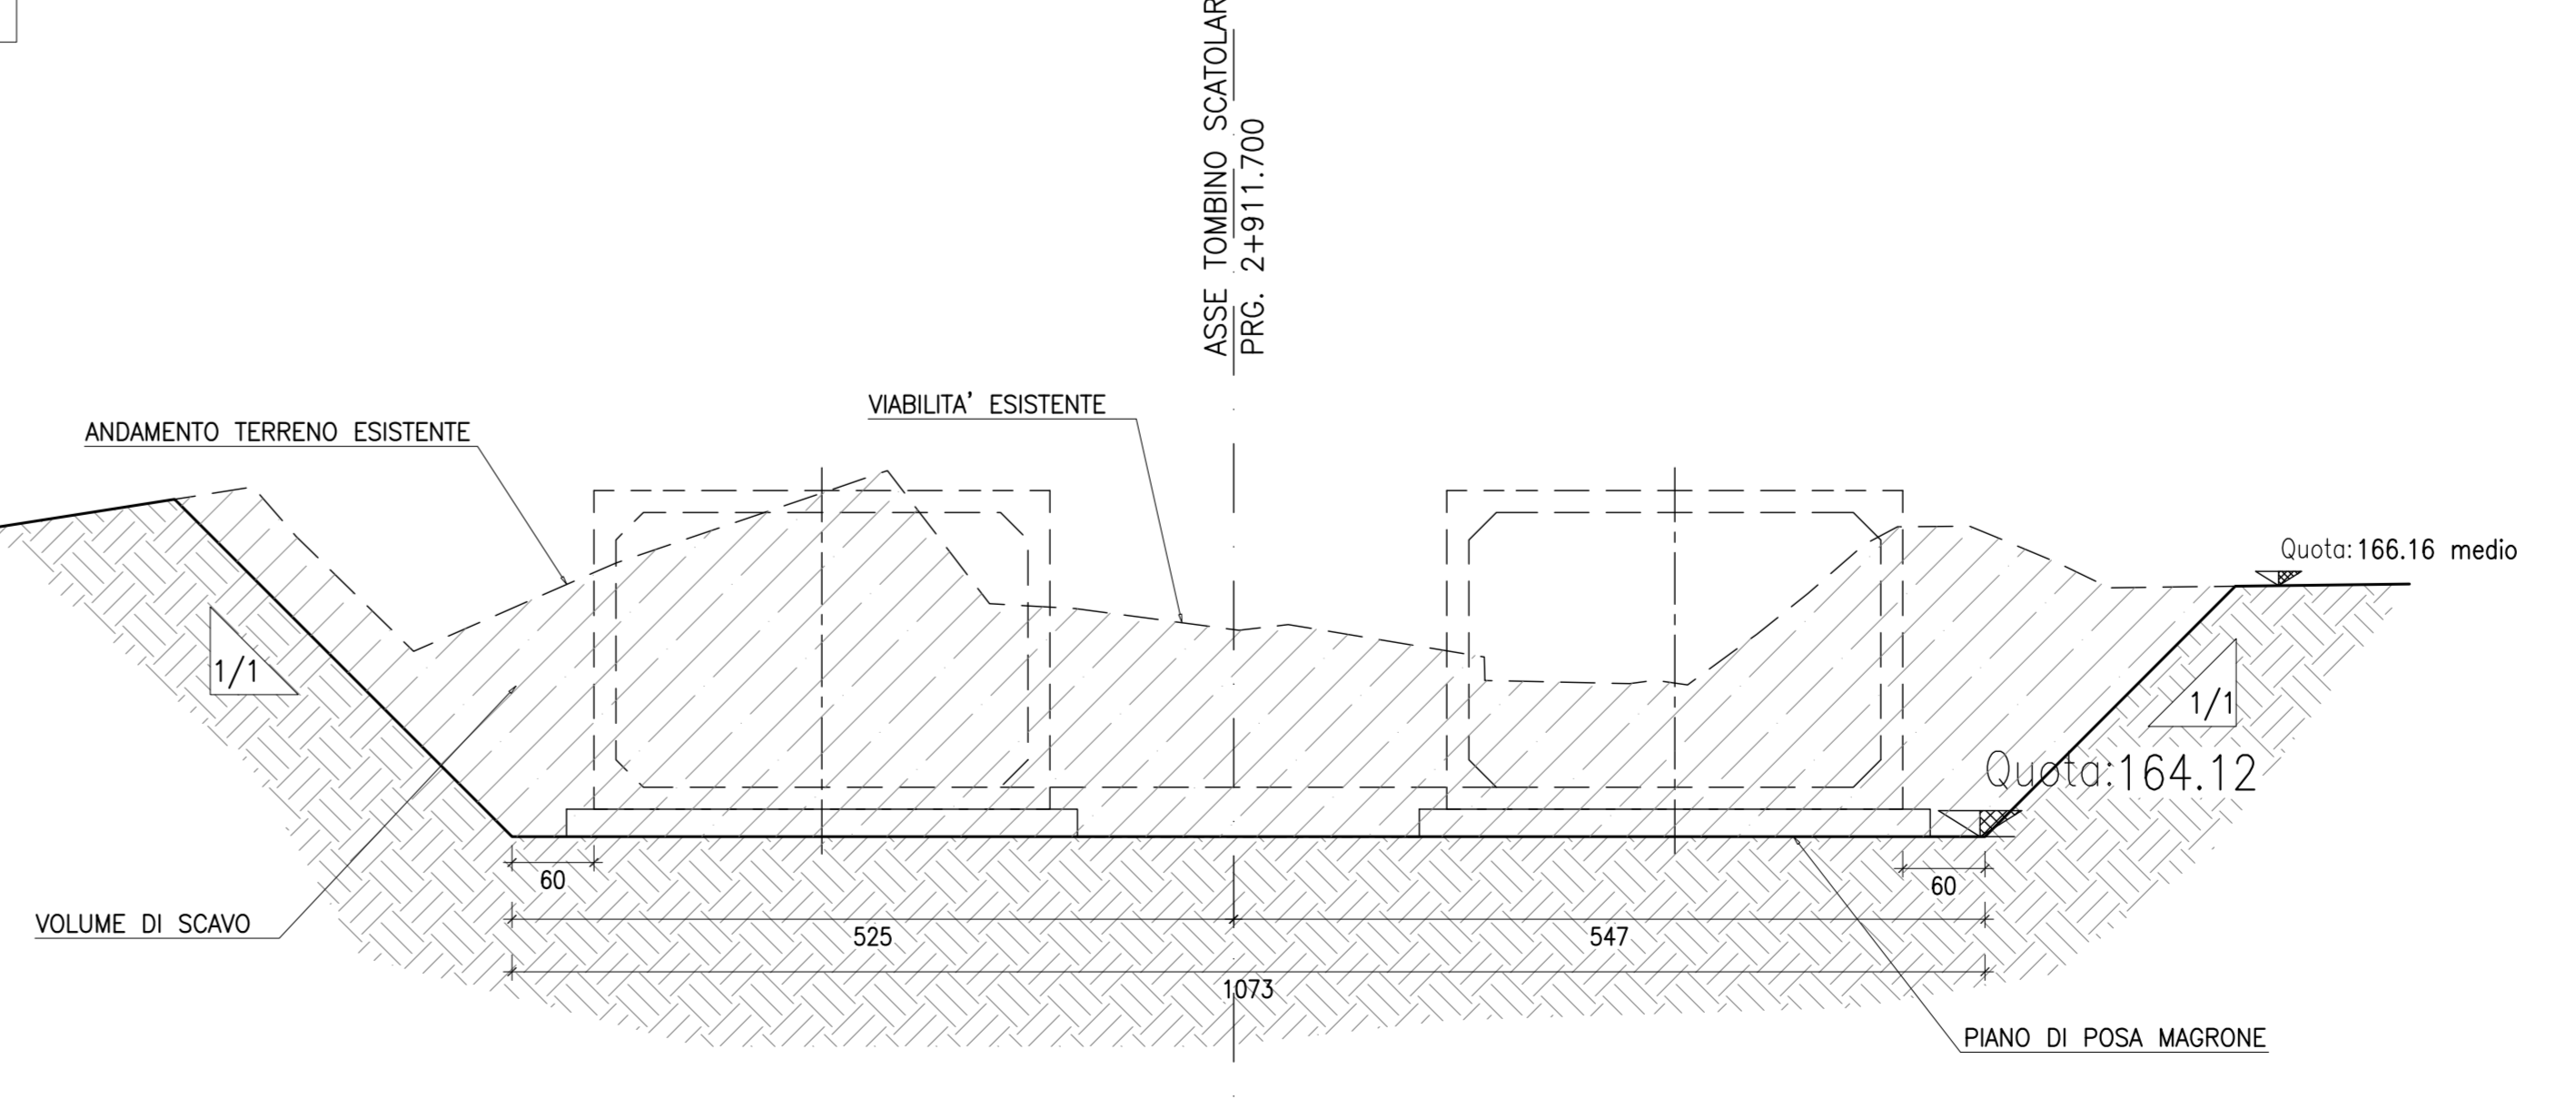 ASSE TOMBINO SCATOLAR
PRG. 2+911.700
VIABILITA' ESISTENTE
ANDAMENTO TERRENO ESISTENTE
Quota:166.16 medio
1/1
1/1
Quota:164.12
60
60
VOLUME DI SCAVO
525
547
1073
PIANO DI POSA MAGRONE